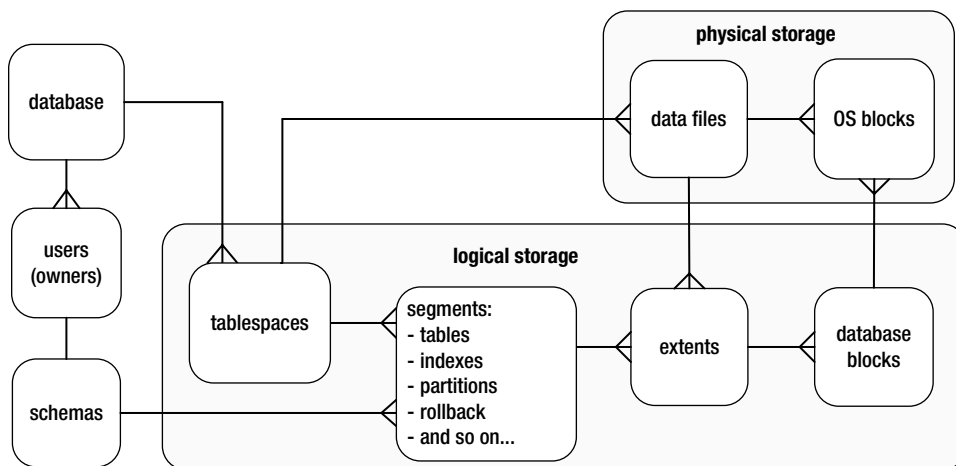 physical storage
database
data files
OS blocks
users
(owners)
logical storage
tablespaces
segments:
- tables
- indexes
- partitions
- rollback
- and so on...
extents
database
blocks
schemas